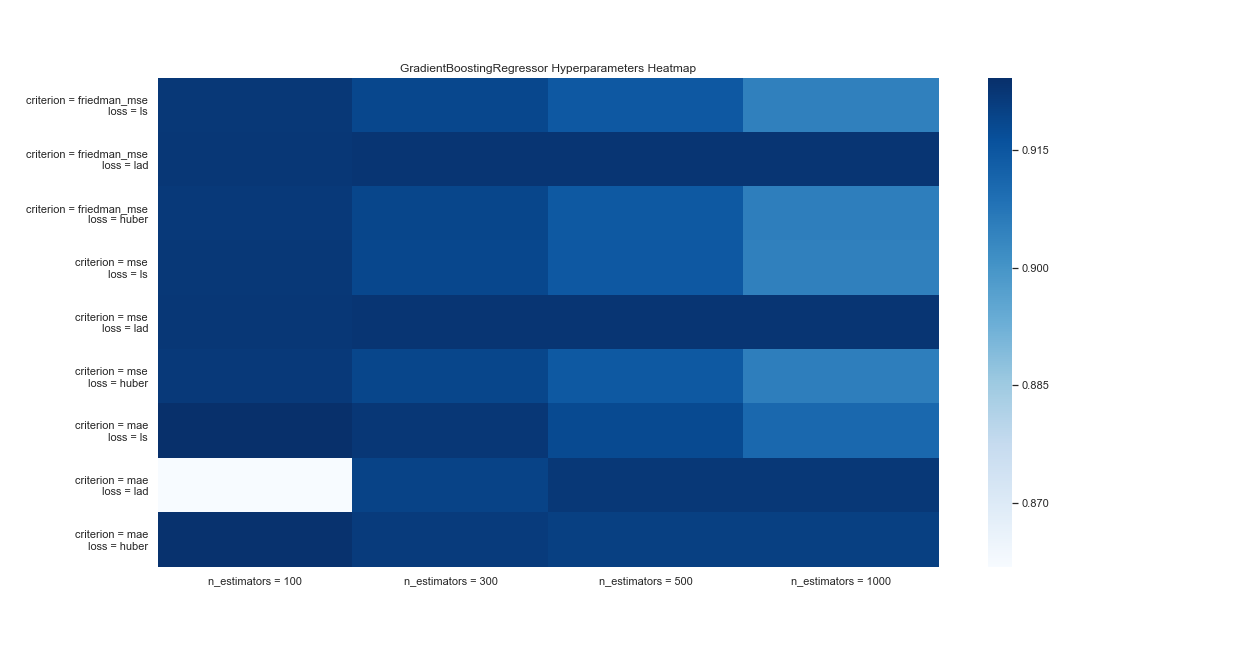 GradientBoostingRegressor Hyperparameters Heatmap
criterion = friedman_mse
loss = ls
criterion = friedman_mse
loss = lad
criterion = friedman_mse
loss = huber
criterion = mse
loss = ls
criterion = mse
loss = lad
criterion = mse
loss = huber
criterion = mae
loss = ls
criterion = mae
loss = lad
criterion = mae
loss = huber
n_estimators = 100
n_estimators = 300
n_estimators = 500
n_estimators = 1000
0.915
0.900
0.885
0.870